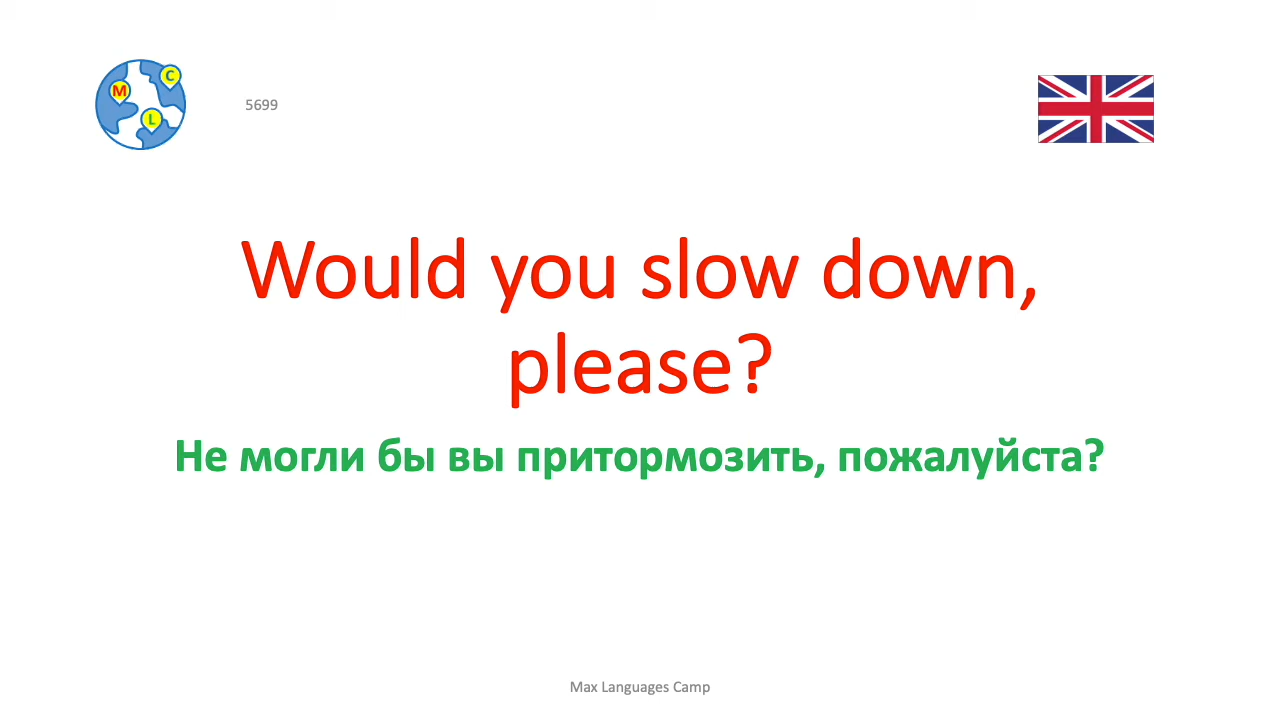 M
C
L
5699
Would you slow down,
please?
Не могли бы вы притормозить, пожалуйста?
Max Languages Camp